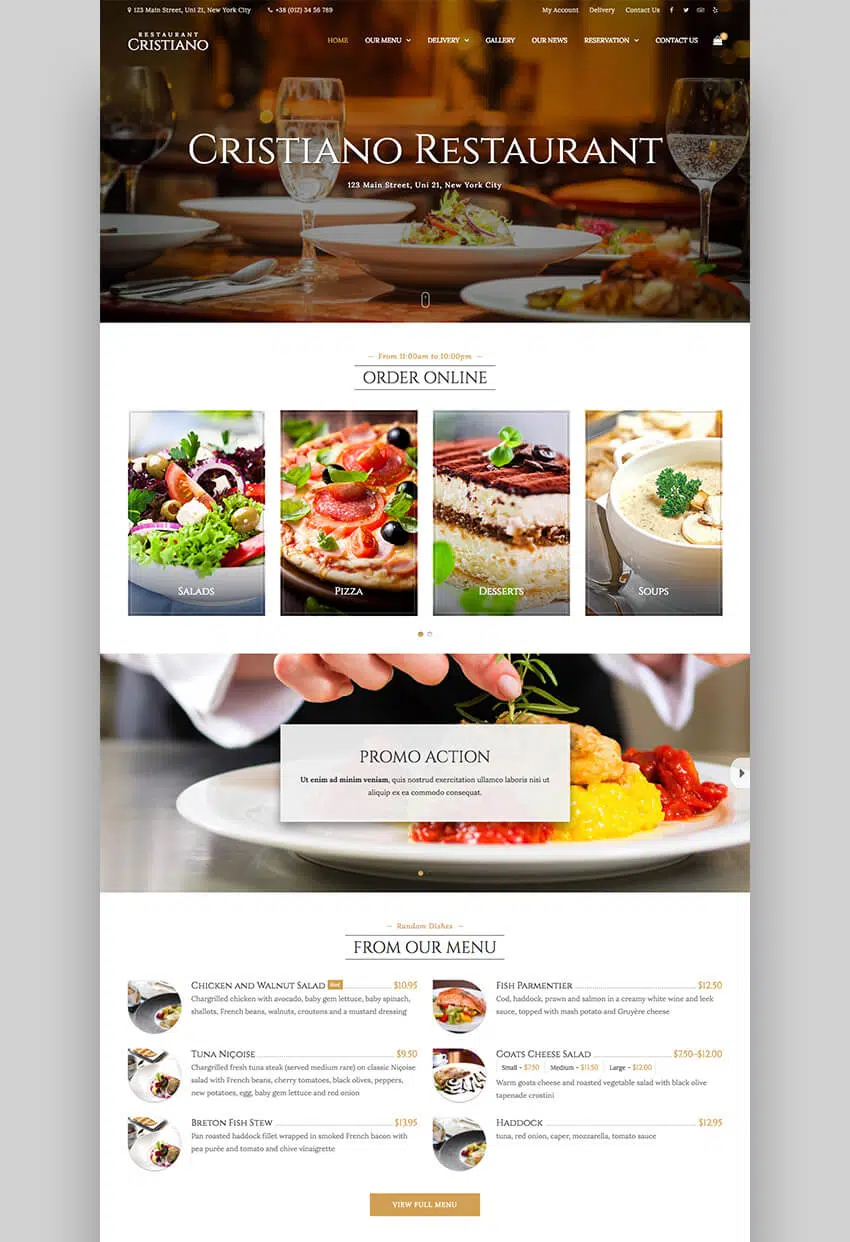 123 Main Street, Uni 21, New York City +38 (012) 34 56 789 My Account Delivery Contact Us
RESTAURANT
CRISTIANO
HOME OUR MENU DELIVERY GALLERY OUR NEWS RESERVATION CONTACT US
CRISTIANO RESTAURANT
123 Main Street, Uni 21, New York City
From 11:00am to 10:00pm
ORDER ONLINE
SALADS PIZZA DESSERTS SOUPS
PROMO ACTION
Ut enim ad minim veniam, quis nostrud exercitation ullamco laboris nisi ut
aliquip ex ea commodo consequat.
Random Dishes
FROM OUR MENU
CHICKEN AND WALNUT SALAD $10.95
Chargrilled chicken with avocado, baby gem lettuce, baby spinach,
shallots, French beans, walnuts, croutons and a mustard dressing
FISH PARMENTIER $12.50
Cod, haddock, prawn and salmon in a creamy white wine and leek
sauce, topped with mash potato and Gruyère cheese
TUNA NIÇOISE $9.50
Chargrilled fresh tuna steak (served medium rare) on classic Niçoise
salad with French beans, cherry tomatoes, black olives, peppers,
new potatoes, egg, baby gem lettuce and red onion
GOATS CHEESE SALAD $7.50–$12.00
Small - $7.50 Medium - $11.50 Large - $12.00
Warm goats cheese and roasted vegetable salad with black olive
tapenade crostini
BRETON FISH STEW $13.95
Pan roasted haddock fillet wrapped in smoked French bacon with
pea purée and tomato and chive vinaigrette
HADDOCK $12.95
tuna, red onion, caper, mozzarella, tomato sauce
VIEW FULL MENU